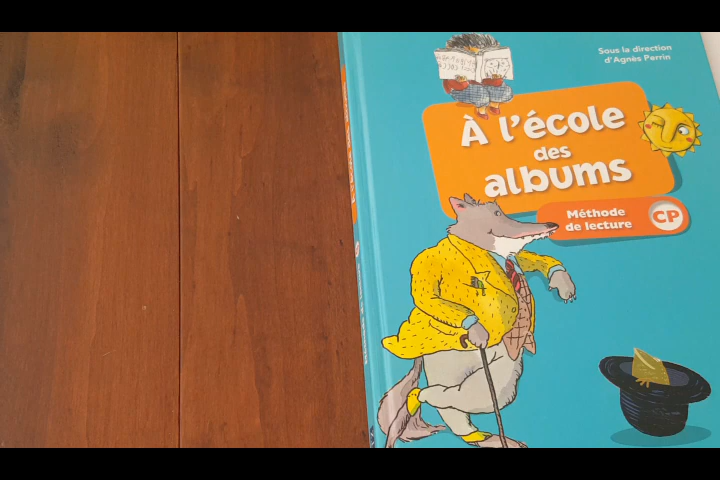 Sous la direction
d'Agnès Perrin
À l'école
des
albums
Méthode
de lecture
CP